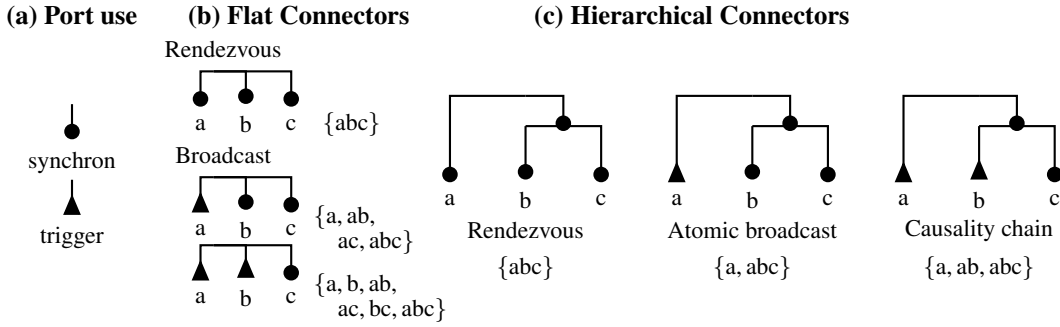 (a) Port use
(b) Flat Connectors
(c) Hierarchical Connectors
synchron
trigger
Rendezvous
a b c {abc}
Broadcast
a b c {a, ab,
ac, abc}
a b c {a, b, ab,
ac, bc, abc}
a b c
Rendezvous
{abc}
a b c
Atomic broadcast
{a, abc}
a b c
Causality chain
{a, ab, abc}